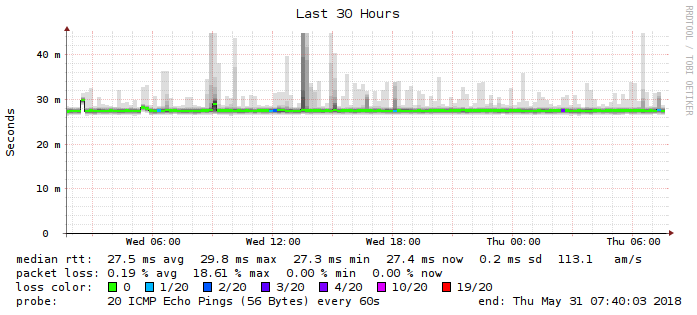 Last 30 Hours
RRDTOOL / TOBI OETIKER
Seconds
40 m
30 m
20 m
10 m
0
Wed 06:00 Wed 12:00 Wed 18:00 Thu 00:00 Thu 06:00
median rtt: 27.5 ms avg 29.8 ms max 27.3 ms min 27.4 ms now 0.2 ms sd 113.1 am/s
packet loss: 0.19 % avg 18.61 % max 0.00 % min 0.00 % now
loss color: 0 1/20 2/20 3/20 4/20 10/20 19/20
probe: 20 ICMP Echo Pings (56 Bytes) every 60s end: Thu May 31 07:40:03 2018